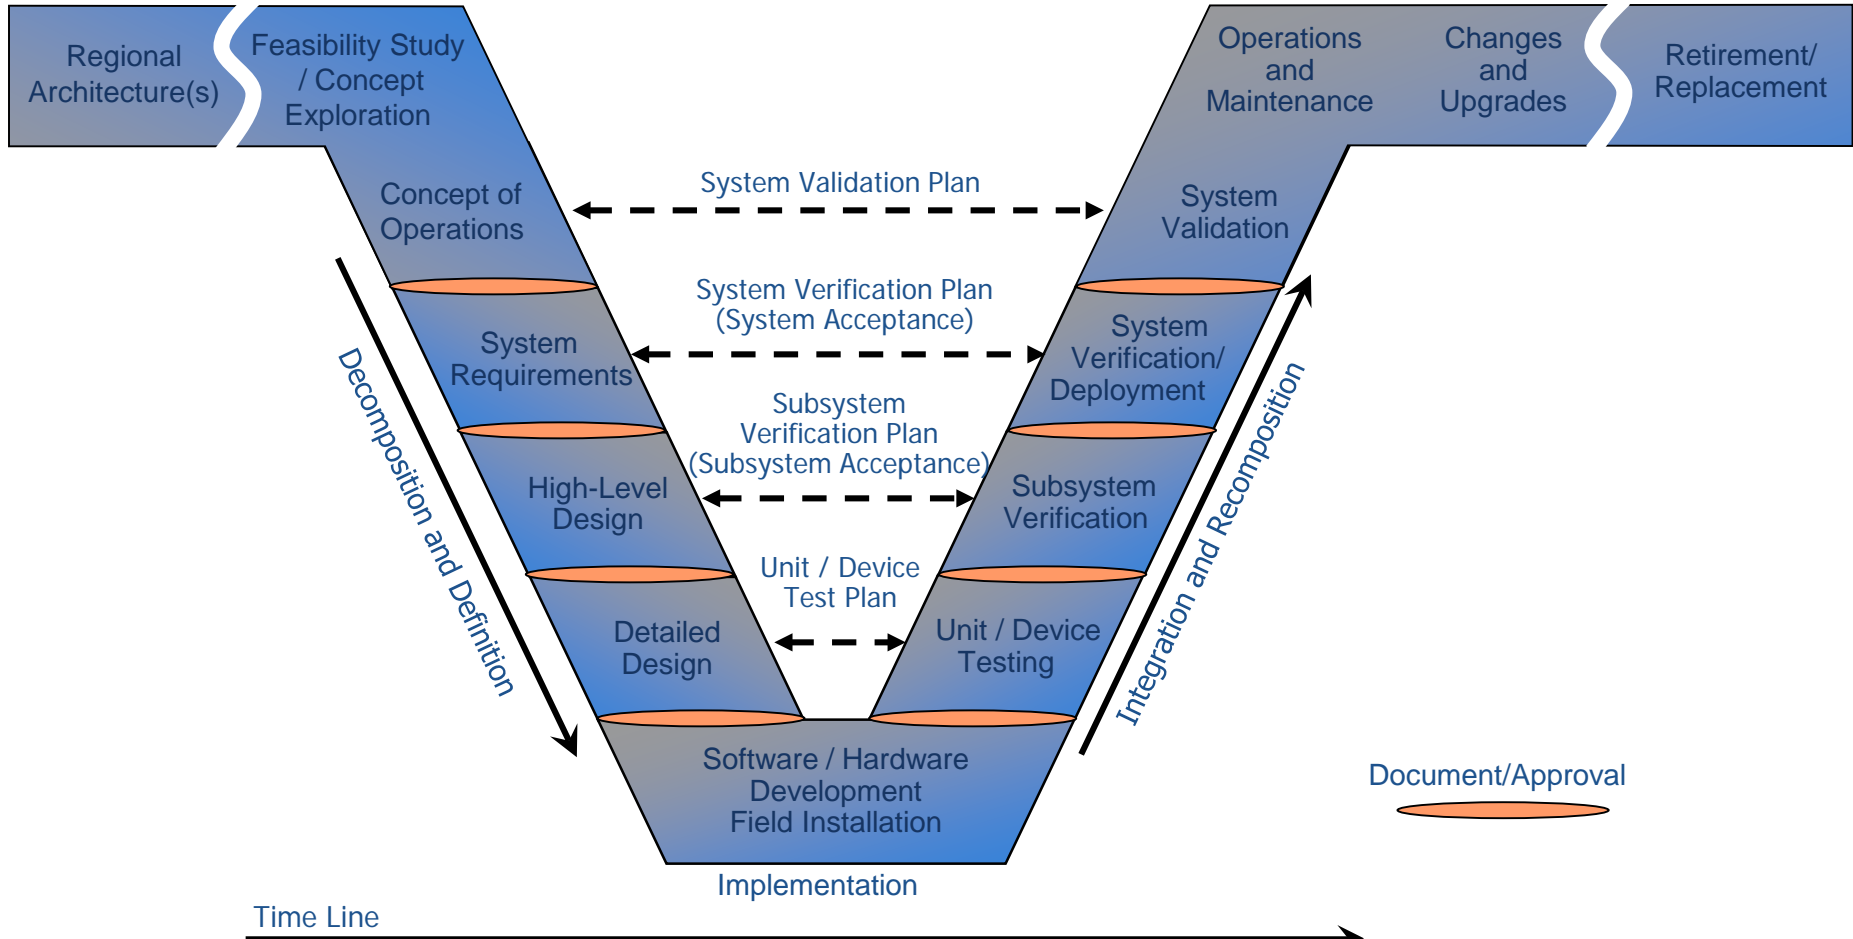 Regional
Architecture(s)
Feasibility Study
/ Concept
Exploration
Operations
and
Maintenance
Changes
and
Upgrades
Retirement/
Replacement
Concept of
Operations
System Validation Plan
System
Validation
System Verification Plan
(System Acceptance)
System
Requirements
System
Verification/
Deployment
Subsystem
Verification Plan
(Subsystem Acceptance)
High-Level
Design
Subsystem
Verification
Unit / Device
Test Plan
Detailed
Design
Unit / Device
Testing
Decomposition and Definition
Integration and Recomposition
Software / Hardware
Development
Field Installation
Document/Approval
Implementation
Time Line